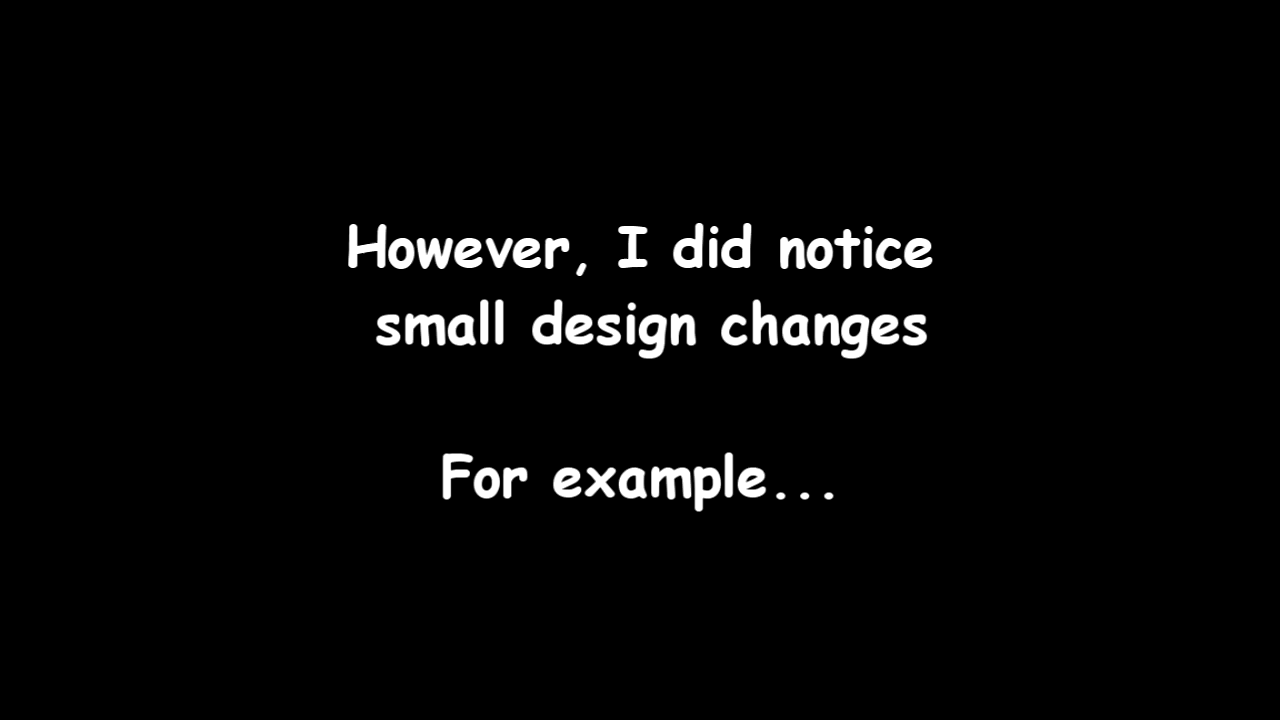 However, I did notice
small design changes
For example...